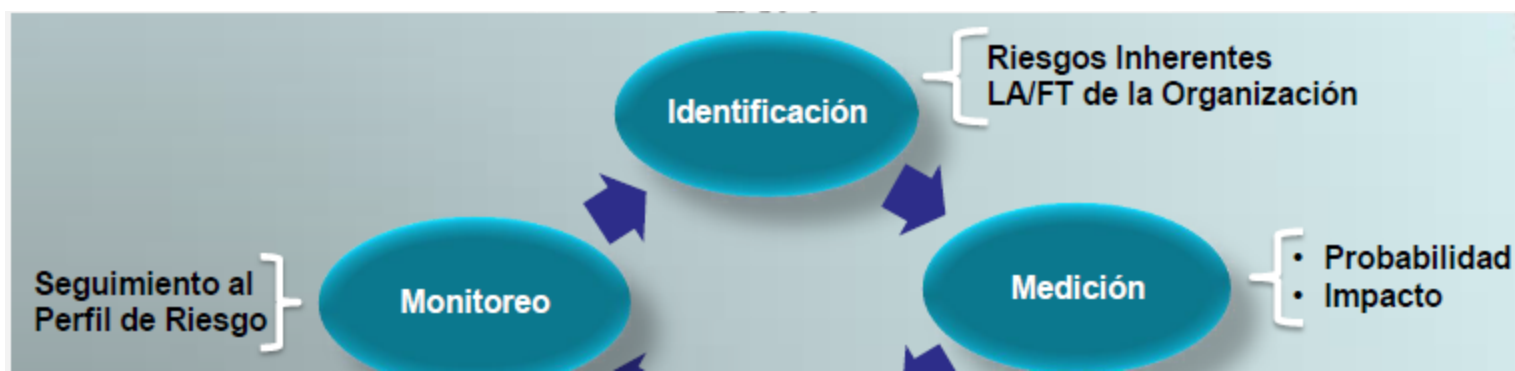 Identificación
Riesgos Inherentes
LA/FT de la Organización
Medición
• Probabilidad
• Impacto
Monitoreo
Seguimiento al
Perfil de Riesgo